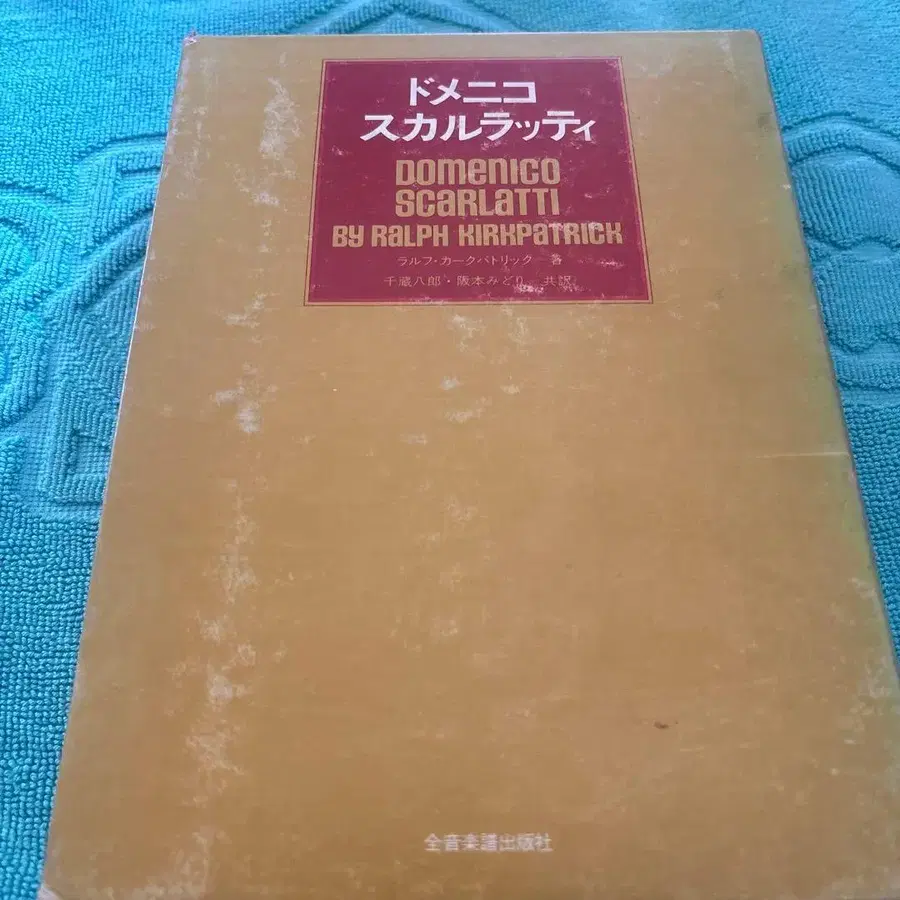 ドメニコ
スカルラッティ
Domenico
Scarlatti
By Ralph Kirkpatrick
ラルフ・カークパトリック 著
千蔵八郎・阪本みどり 共訳
全音楽譜出版社